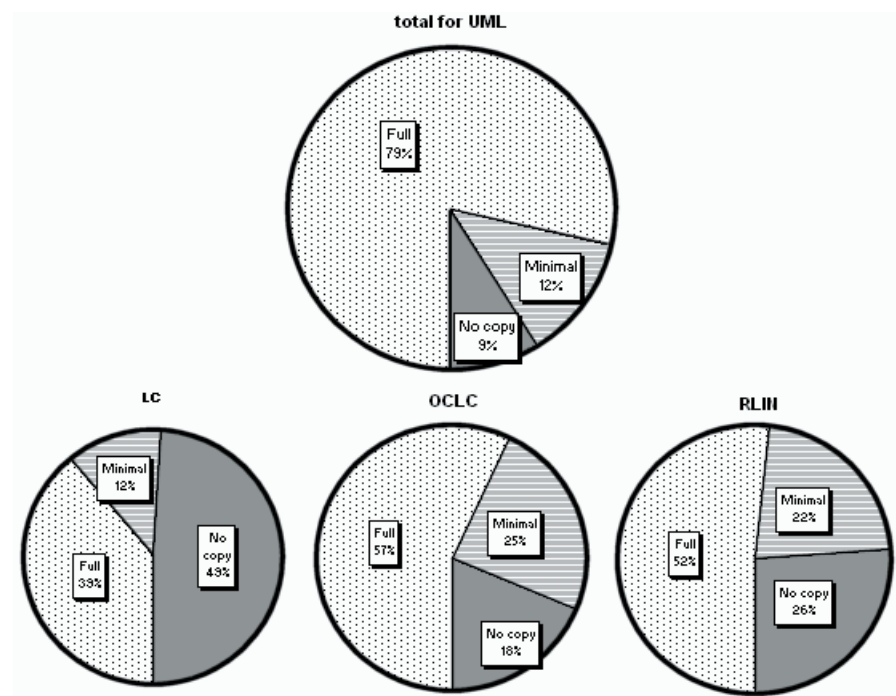 total for UML
Full
79%
Minimal
12%
No copy
9%
LC
Minimal
12%
No
copy
49%
Full
39%
OCLC
Full
57%
Minimal
25%
No copy
18%
RLIN
Full
52%
Minimal
22%
No copy
26%